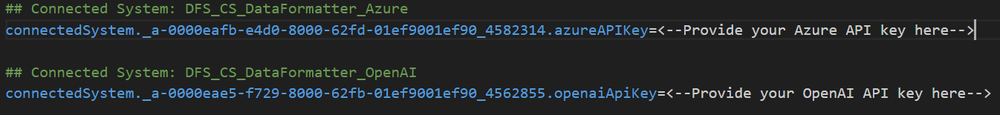 ## Connected System: DFS_CS_DataFormatter_Azure
connectedSystem._a-0000eafb-e4d0-8000-62fd-01ef9001ef90_4582314.azureAPIKey=<--Provide your Azure API key here-->
## Connected System: DFS_CS_DataFormatter_OpenAI
connectedSystem._a-0000eae5-f729-8000-62fb-01ef9001ef90_4562855.openaiApiKey=<--Provide your OpenAI API key here-->